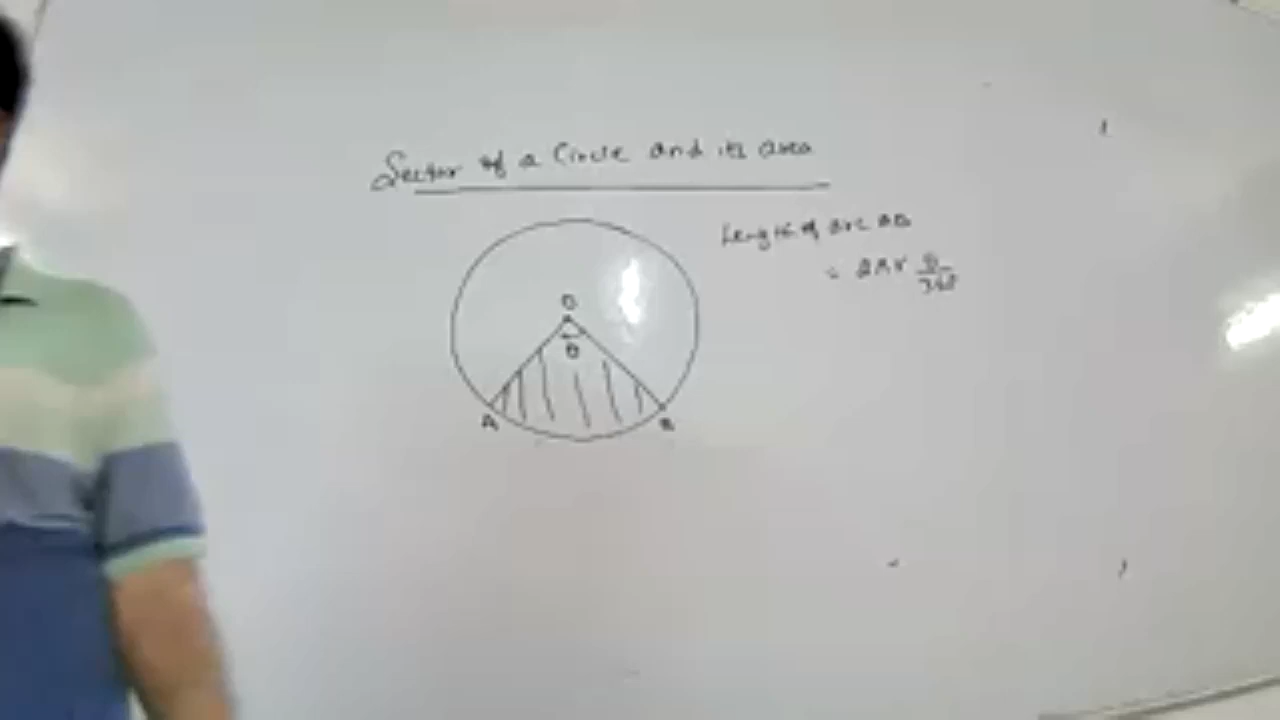 Sector of a Circle and its area
Length of arc AB
= 2πr θ/360
O
θ
A
B